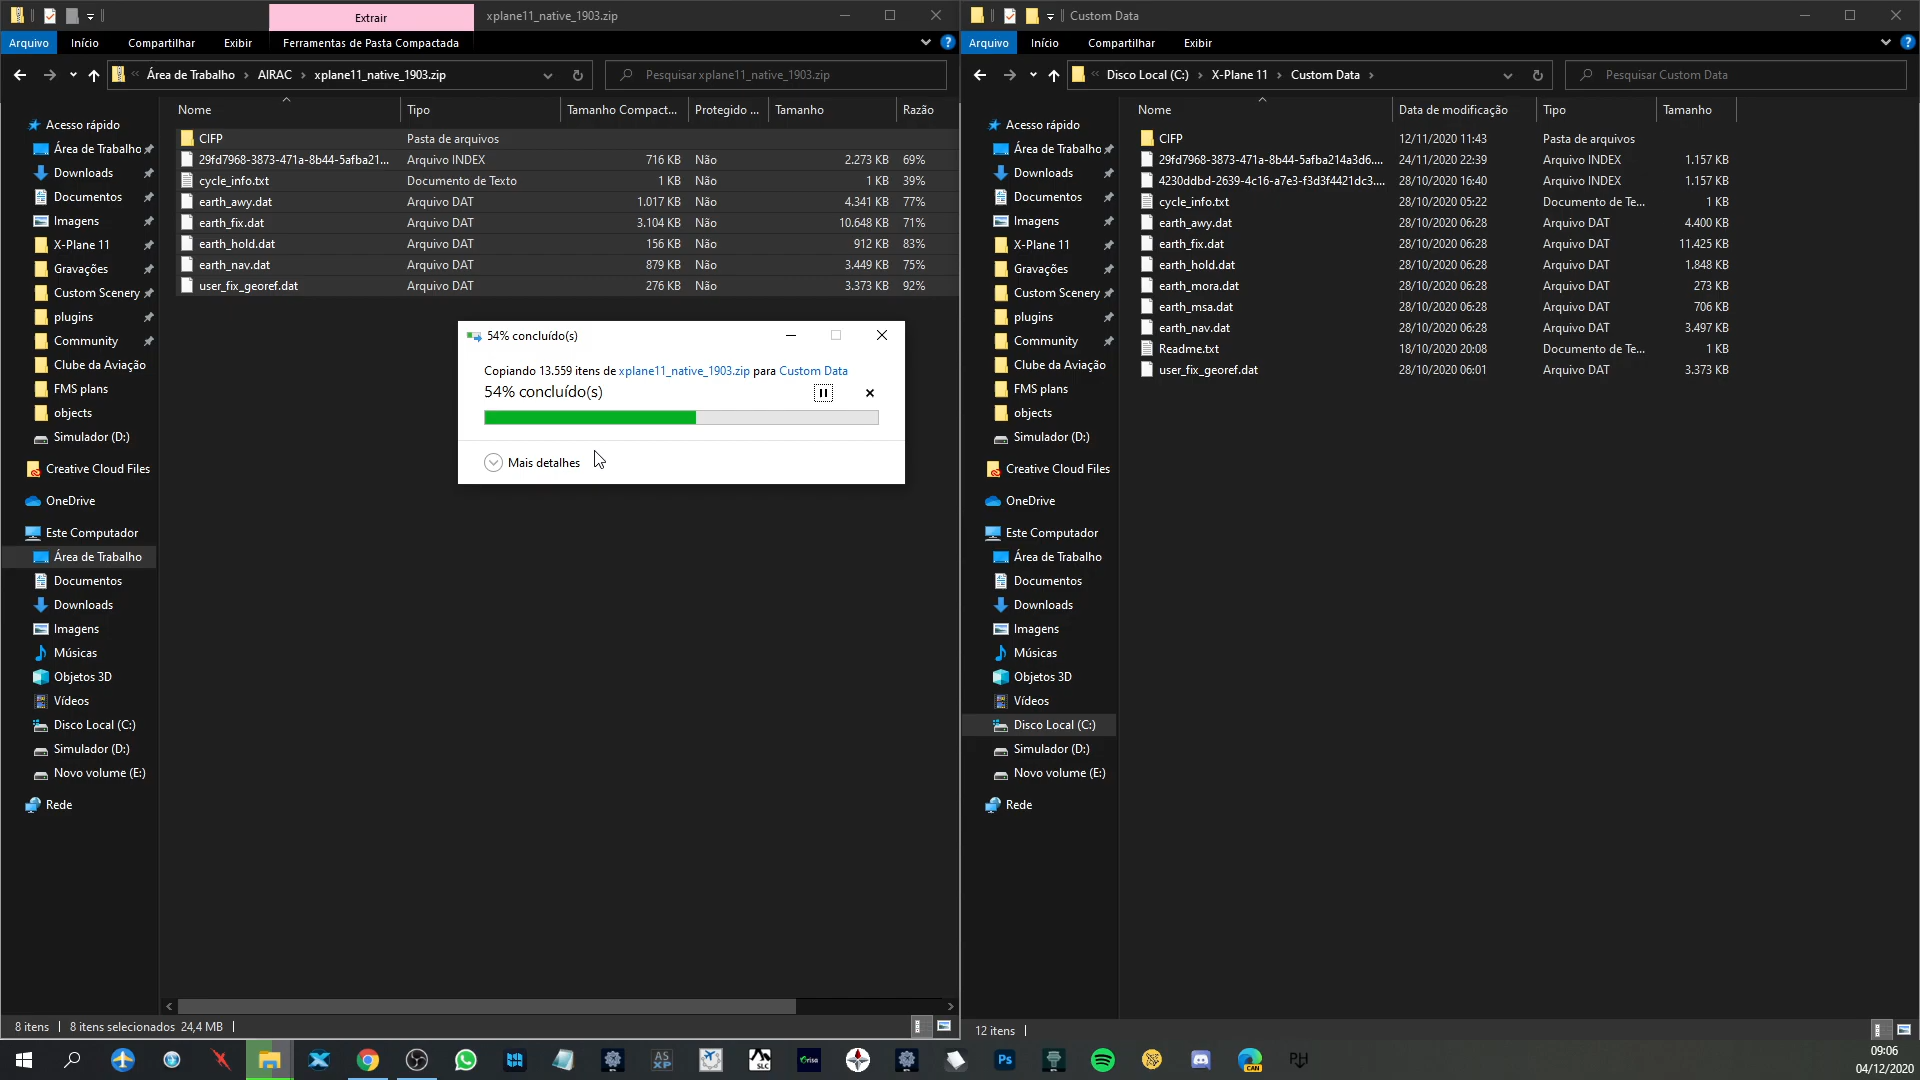 Extrair
xplane11_native_1903.zip
Arquivo
Início
Compartilhar
Exibir
Ferramentas de Pasta Compactada
Área de Trabalho
AIRAC
xplane11_native_1903.zip
Pesquisar xplane11_native_1903.zip
Nome
Tipo
Tamanho Compact...
Protegido ...
Tamanho
Razão
CIFP Pasta de arquivos
29fd7968-3873-471a-8b44-5afba21... Arquivo INDEX 716 KB Não 2.273 KB 69%
cycle_info.txt Documento de Texto 1 KB Não 1 KB 39%
earth_awy.dat Arquivo DAT 1.017 KB Não 4.341 KB 77%
earth_fix.dat Arquivo DAT 3.104 KB Não 10.648 KB 71%
earth_hold.dat Arquivo DAT 156 KB Não 912 KB 83%
earth_nav.dat Arquivo DAT 879 KB Não 3.449 KB 75%
user_fix_georef.dat Arquivo DAT 276 KB Não 3.373 KB 92%
Acesso rápido
Área de Trabalho
Downloads
Documentos
Imagens
X-Plane 11
Gravações
Custom Scenery
plugins
Community
Clube da Aviação
FMS plans
objects
Simulador (D:)
Creative Cloud Files
OneDrive
Este Computador
Área de Trabalho
Documentos
Downloads
Imagens
Músicas
Objetos 3D
Vídeos
Disco Local (C:)
Simulador (D:)
Novo volume (E:)
Rede
54% concluído(s)
Copiando 13.559 itens de xplane11_native_1903.zip para Custom Data
54% concluído(s)
Mais detalhes
8 itens
8 itens selecionados 24,4 MB
Custom Data
Arquivo
Início
Compartilhar
Exibir
Disco Local (C:)
X-Plane 11
Custom Data
Pesquisar Custom Data
Nome
Data de modificação
Tipo
Tamanho
CIFP 12/11/2020 11:43 Pasta de arquivos
29fd7968-3873-471a-8b44-5afba214a3d6.... 24/11/2020 22:39 Arquivo INDEX 1.157 KB
4230ddbd-2639-4c16-a7e3-f3d3f4421dc3.... 28/10/2020 16:40 Arquivo INDEX 1.157 KB
cycle_info.txt 28/10/2020 05:22 Documento de Te... 1 KB
earth_awy.dat 28/10/2020 06:28 Arquivo DAT 4.400 KB
earth_fix.dat 28/10/2020 06:28 Arquivo DAT 11.425 KB
earth_hold.dat 28/10/2020 06:28 Arquivo DAT 1.848 KB
earth_mora.dat 28/10/2020 06:28 Arquivo DAT 273 KB
earth_msa.dat 28/10/2020 06:28 Arquivo DAT 706 KB
earth_nav.dat 28/10/2020 06:28 Arquivo DAT 3.497 KB
Readme.txt 18/10/2020 20:08 Documento de Te... 1 KB
user_fix_georef.dat 28/10/2020 06:01 Arquivo DAT 3.373 KB
Acesso rápido
Área de Trabalho
Downloads
Documentos
Imagens
X-Plane 11
Gravações
Custom Scenery
plugins
Community
Clube da Aviação
FMS plans
objects
Simulador (D:)
Creative Cloud Files
OneDrive
Este Computador
Área de Trabalho
Documentos
Downloads
Imagens
Músicas
Objetos 3D
Vídeos
Disco Local (C:)
Simulador (D:)
Novo volume (E:)
Rede
12 itens
AS
XP
SLC
Ps
CAN
09:06
04/12/2020